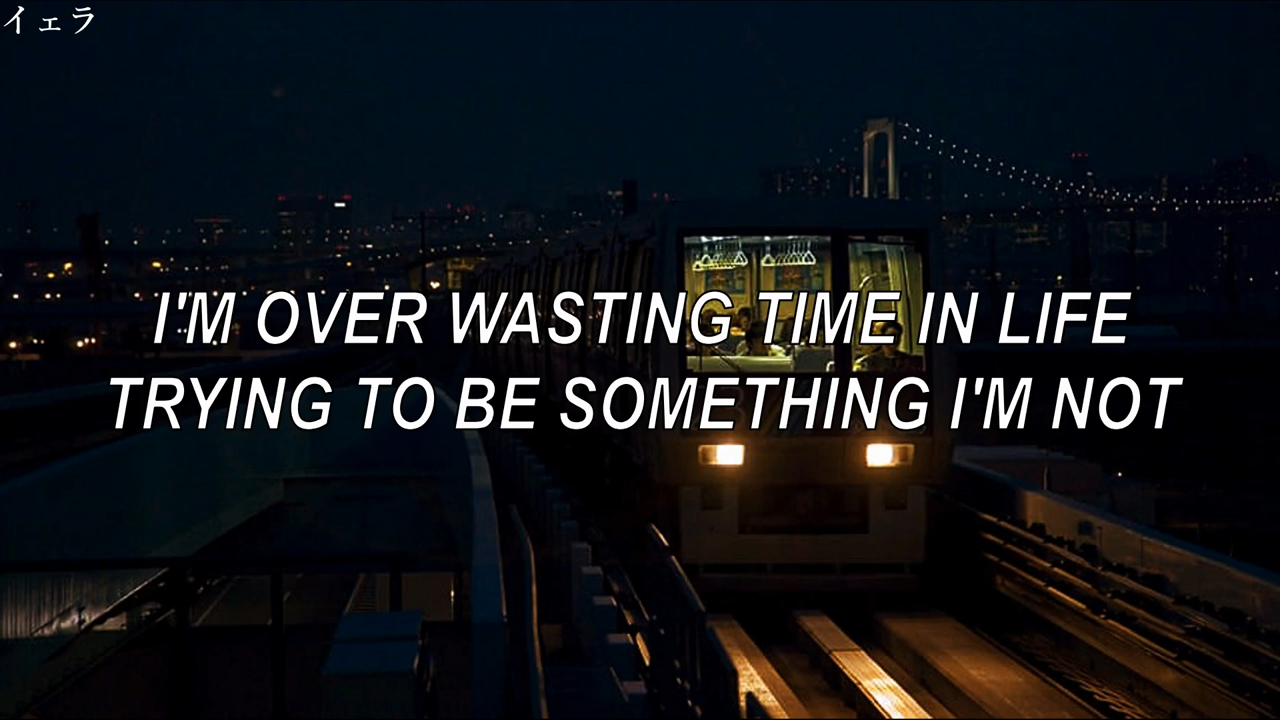 イェラ
I'M OVER WASTING TIME IN LIFE
TRYING TO BE SOMETHING I'M NOT